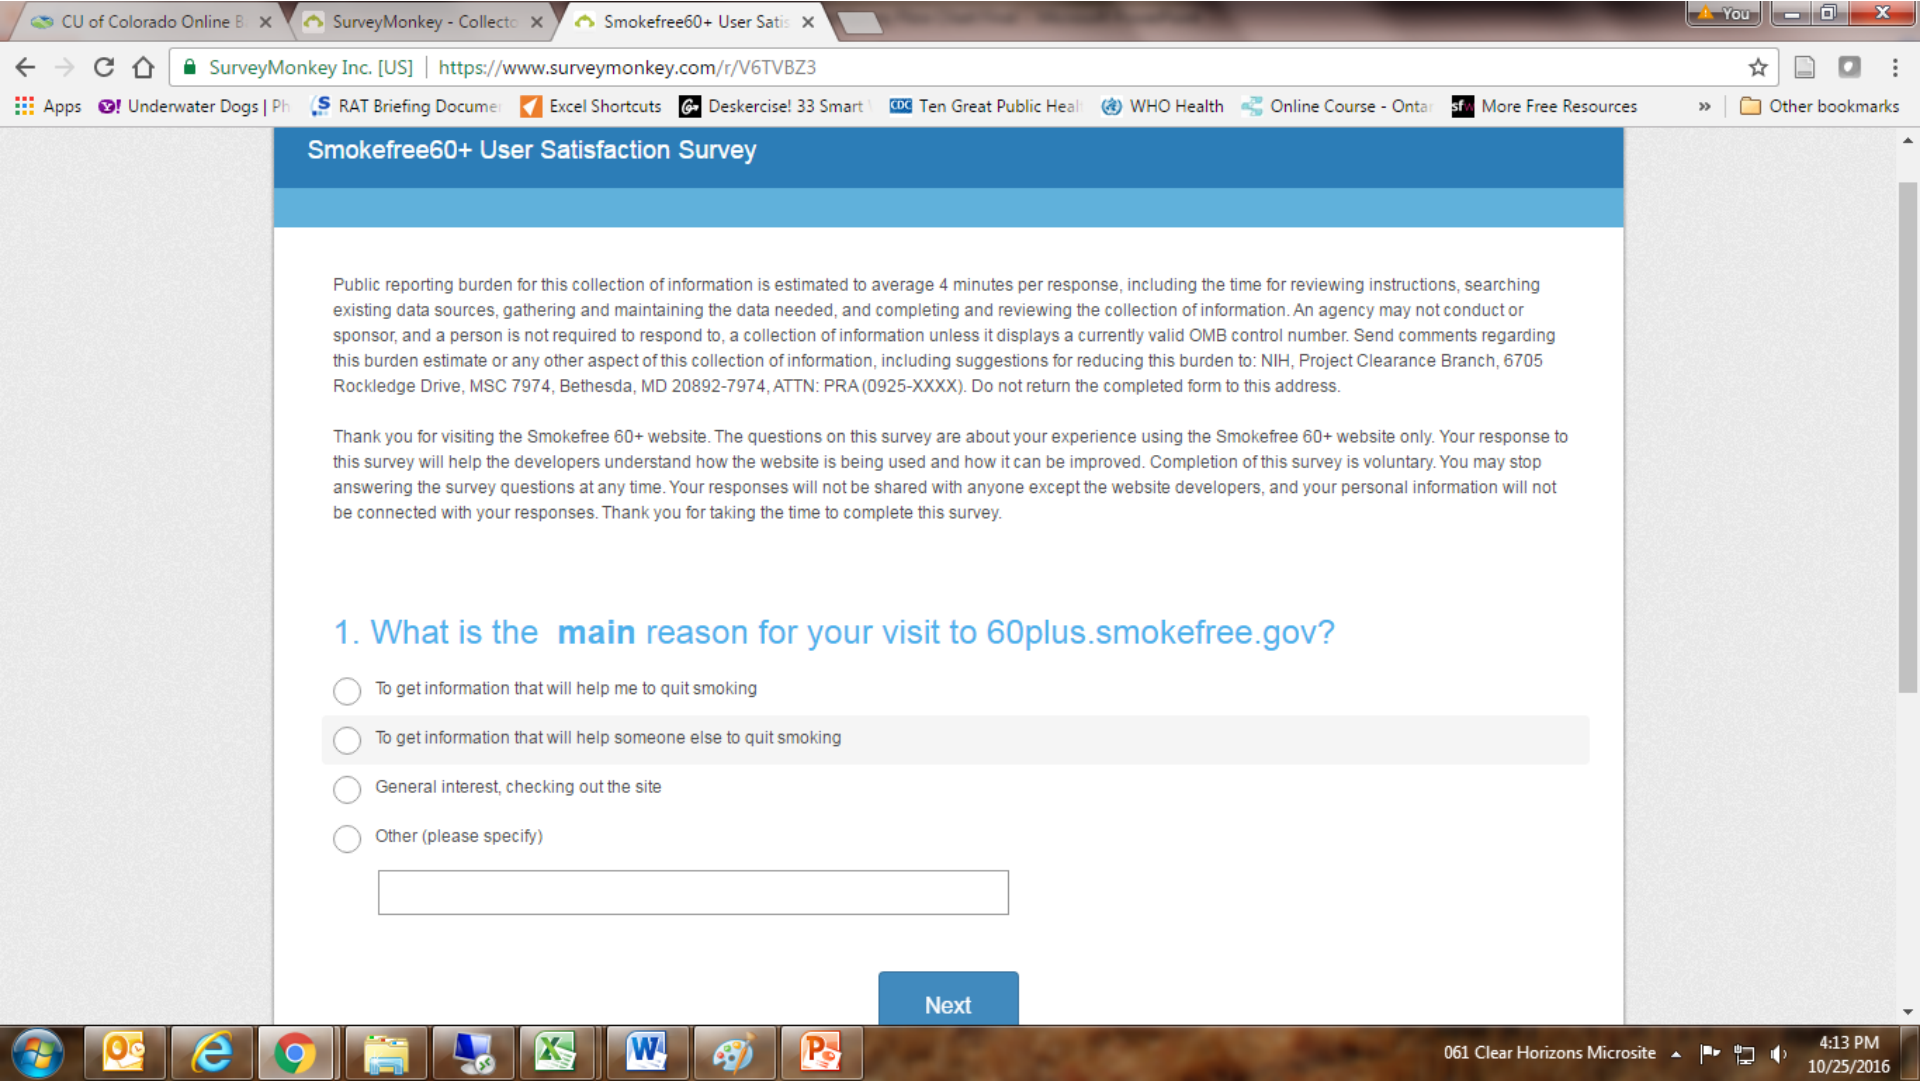 CU of Colorado Online B
SurveyMonkey - Collecto
Smokefree60+ User Satis
You
SurveyMonkey Inc. [US]
https://www.surveymonkey.com/r/V6TVBZ3
Apps
Underwater Dogs | Ph
RAT Briefing Documen
Excel Shortcuts
Deskercise! 33 Smart
Ten Great Public Heal
WHO Health
Online Course - Ontar
More Free Resources
»
Other bookmarks
Smokefree60+ User Satisfaction Survey
Public reporting burden for this collection of information is estimated to average 4 minutes per response, including the time for reviewing instructions, searching
existing data sources, gathering and maintaining the data needed, and completing and reviewing the collection of information. An agency may not conduct or
sponsor, and a person is not required to respond to, a collection of information unless it displays a currently valid OMB control number. Send comments regarding
this burden estimate or any other aspect of this collection of information, including suggestions for reducing this burden to: NIH, Project Clearance Branch, 6705
Rockledge Drive, MSC 7974, Bethesda, MD 20892-7974, ATTN: PRA (0925-XXXX). Do not return the completed form to this address.
Thank you for visiting the Smokefree 60+ website. The questions on this survey are about your experience using the Smokefree 60+ website only. Your response to
this survey will help the developers understand how the website is being used and how it can be improved. Completion of this survey is voluntary. You may stop
answering the survey questions at any time. Your responses will not be shared with anyone except the website developers, and your personal information will not
be connected with your responses. Thank you for taking the time to complete this survey.
1. What is the main reason for your visit to 60plus.smokefree.gov?
To get information that will help me to quit smoking
To get information that will help someone else to quit smoking
General interest, checking out the site
Other (please specify)
Next
061 Clear Horizons Microsite
4:13 PM
10/25/2016